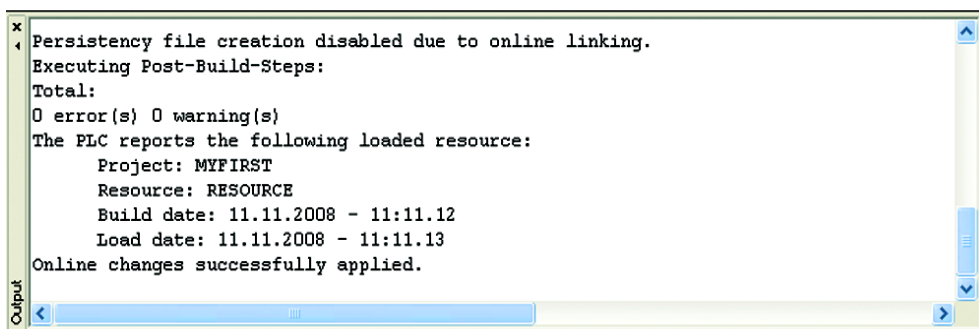 Persistency file creation disabled due to online linking.
Executing Post-Build-Steps:
Total:
0 error(s) 0 warning(s)
The PLC reports the following loaded resource:
Project: MYFIRST
Resource: RESOURCE
Build date: 11.11.2008 - 11:11.12
Load date: 11.11.2008 - 11:11.13
Online changes successfully applied.
Output